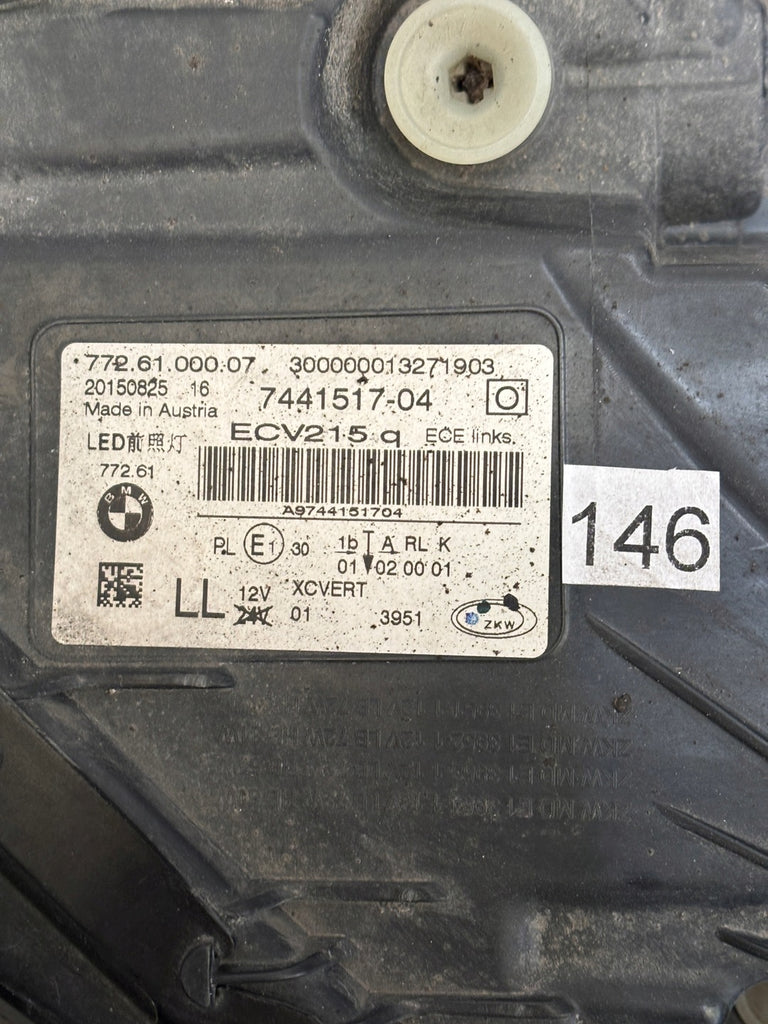 772.61.000.07 300000013271903
20150825 16
7441517-04
Made in Austria
ECV215 q ECE links.
LED前照灯
772.61
BMW
A9744151704
PL E1 30 1b A RL K
01 02 00 01
LL 12V XCVERT
24V 01 3951 ZKW
146